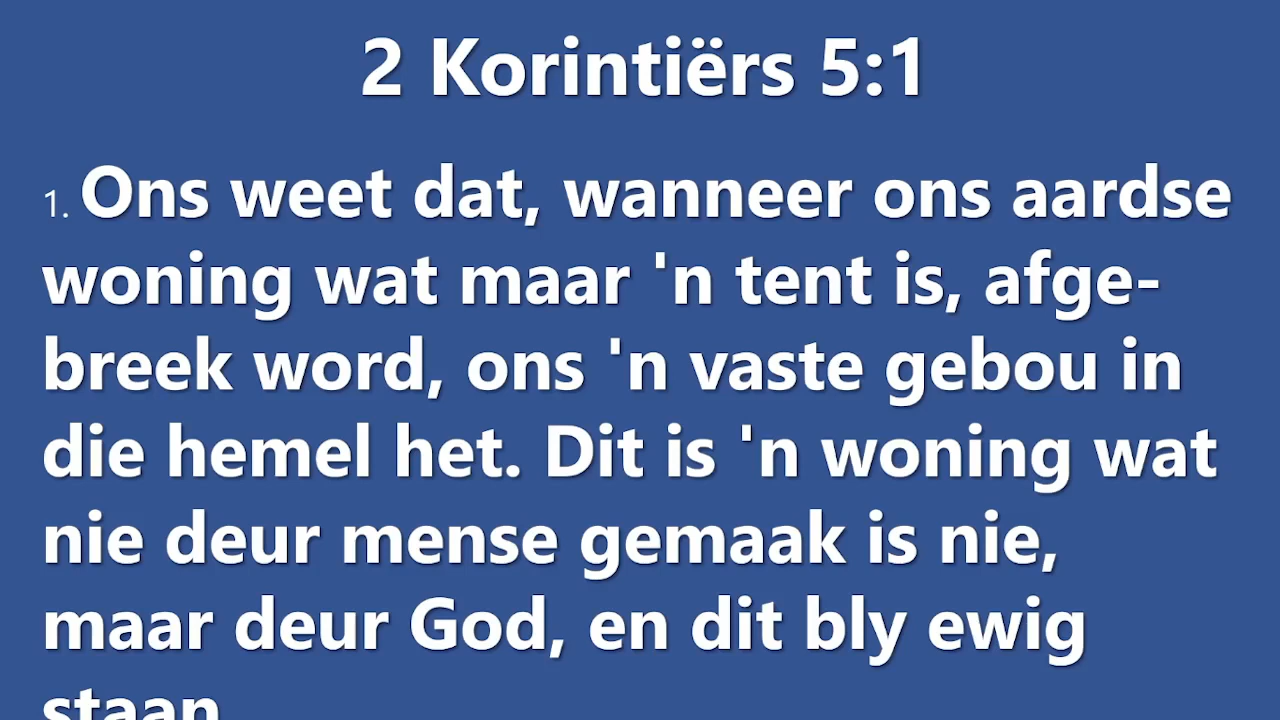 2 Korintiërs 5:1
1. Ons weet dat, wanneer ons aardse
woning wat maar 'n tent is, afge-
breek word, ons 'n vaste gebou in
die hemel het. Dit is 'n woning wat
nie deur mense gemaak is nie,
maar deur God, en dit bly ewig
staan